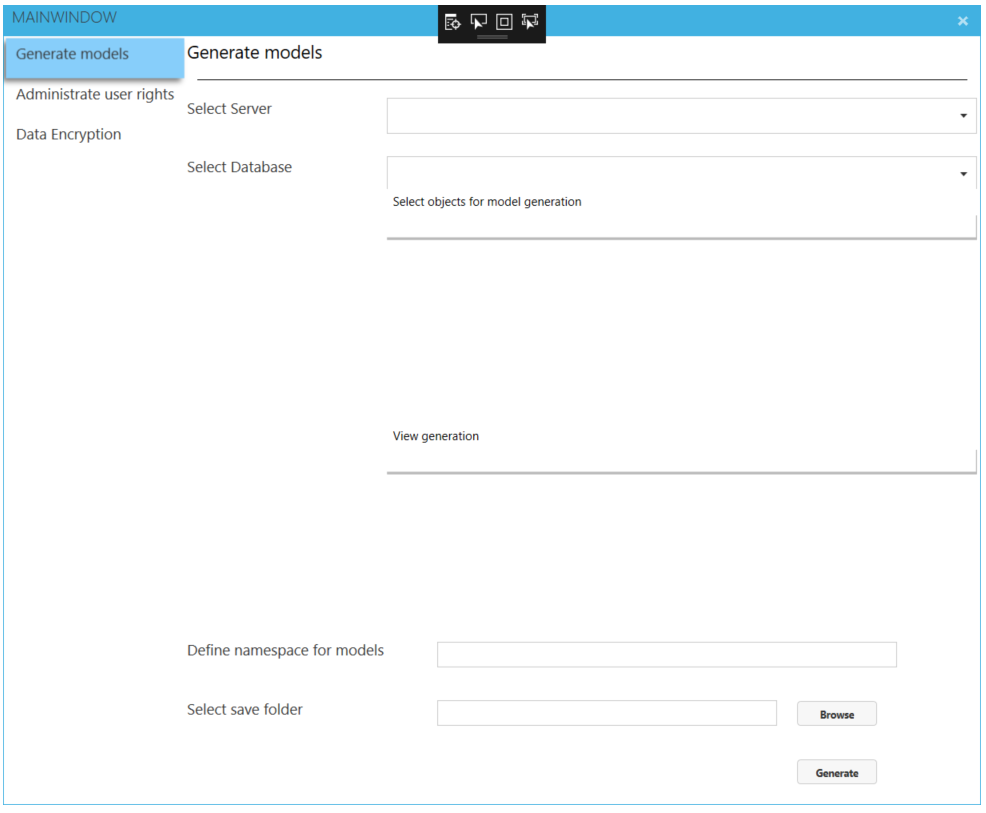 MAINWINDOW
Generate models
Administrate user rights
Data Encryption
Generate models
Select Server
Select Database
Select objects for model generation
View generation
Define namespace for models
Select save folder
Browse
Generate